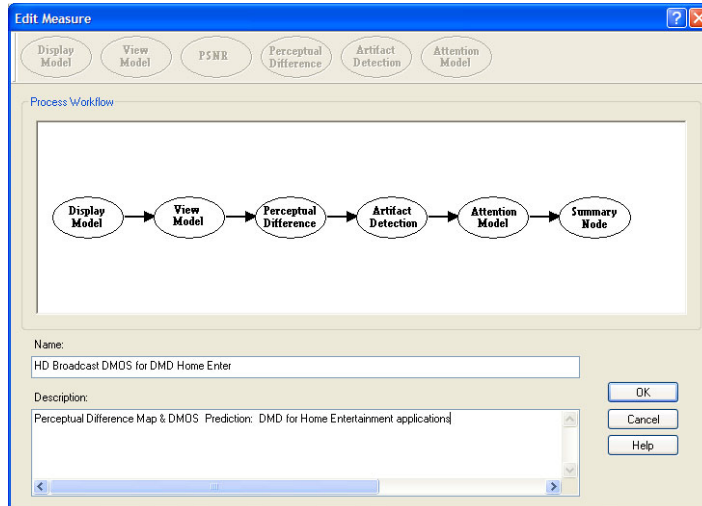 Edit Measure
Display Model
View Model
PSNR
Perceptual Difference
Artifact Detection
Attention Model
Process Workflow
Display Model
View Model
Perceptual Difference
Artifact Detection
Attention Model
Summary Node
Name:
HD Broadcast DMOS for DMD Home Enter
Description:
Perceptual Difference Map & DMOS Prediction: DMD for Home Entertainment applications
OK
Cancel
Help